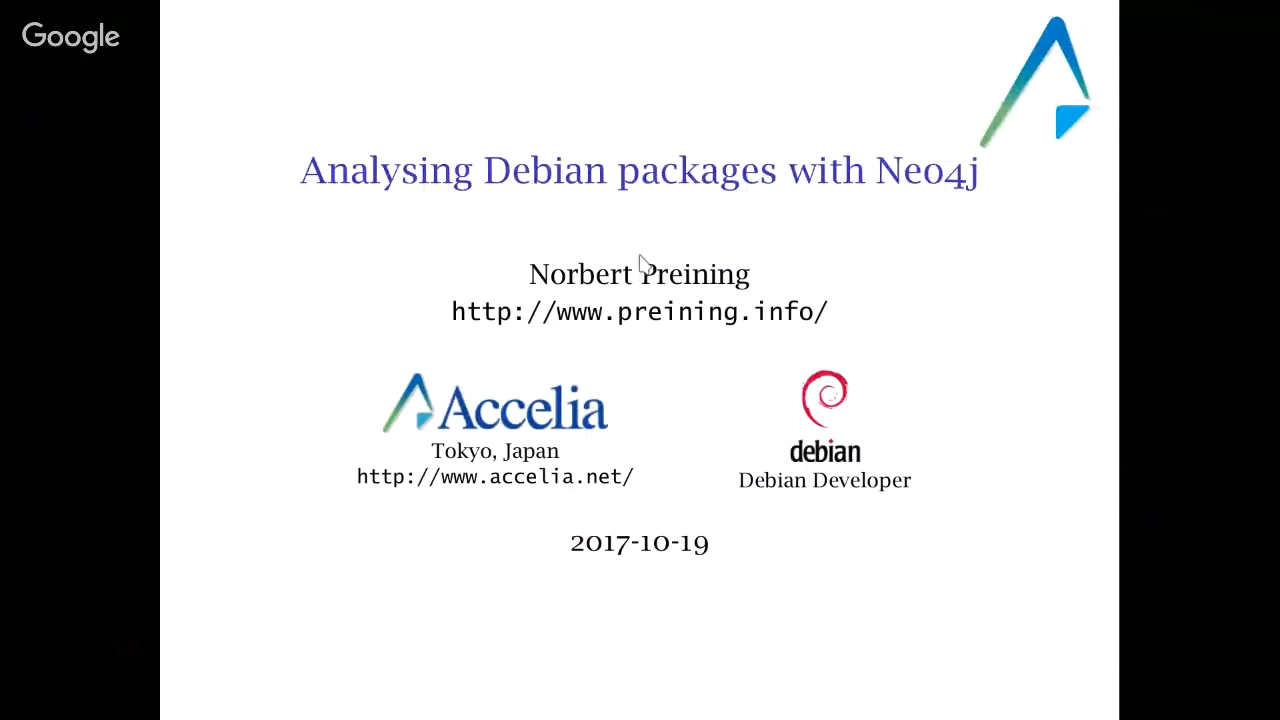 Google
Analysing Debian packages with Neo4j
Norbert Preining
http://www.preining.info/
Accelia
Tokyo, Japan
http://www.accelia.net/
debian
Debian Developer
2017-10-19